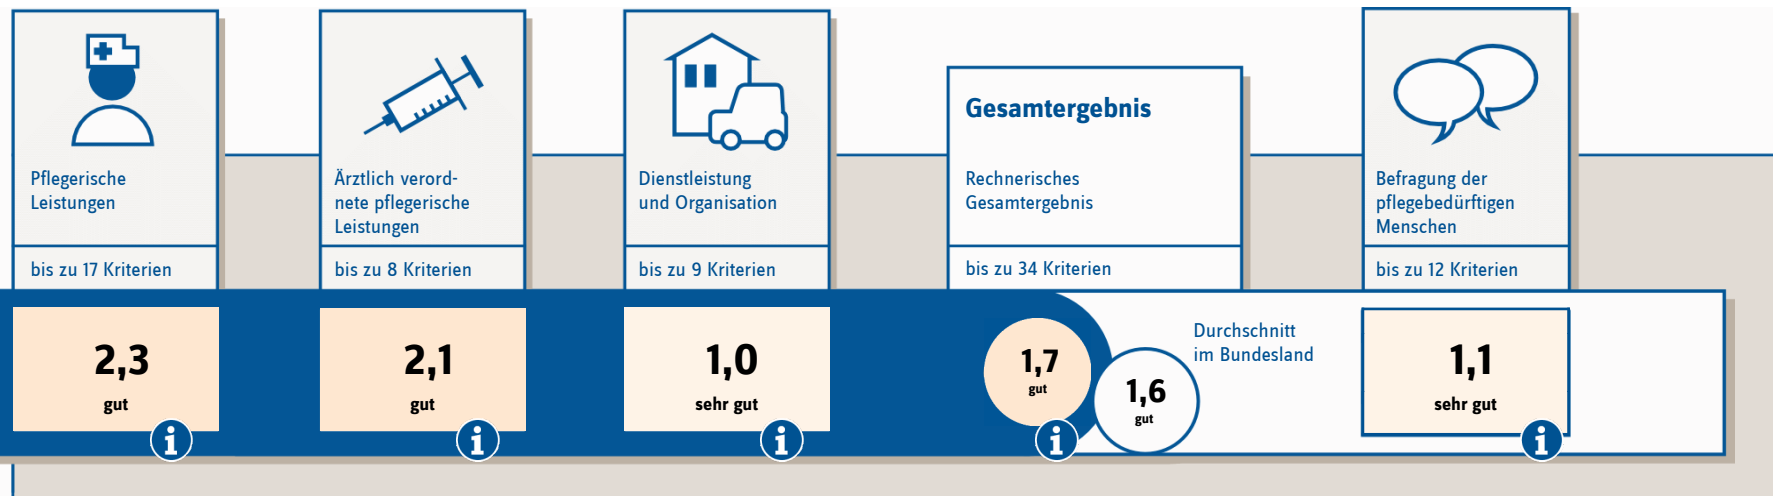 Pflegerische
Leistungen
bis zu 17 Kriterien
2,3
gut
Ärztlich verord-
nete pflegerische
Leistungen
bis zu 8 Kriterien
2,1
gut
Dienstleistung
und Organisation
bis zu 9 Kriterien
1,0
sehr gut
Gesamtergebnis
Rechnerisches
Gesamtergebnis
bis zu 34 Kriterien
1,7
gut
1,6
gut
Durchschnitt
im Bundesland
Befragung der
pflegebedürftigen
Menschen
bis zu 12 Kriterien
1,1
sehr gut